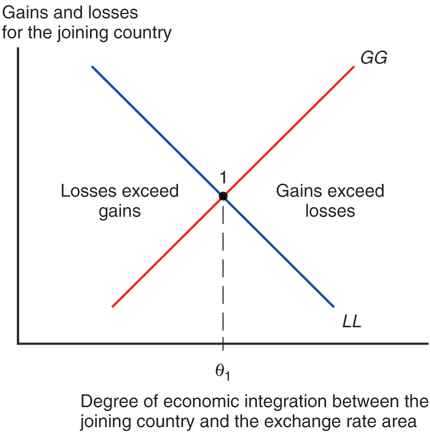 Gains and losses
for the joining country
GG
1
Losses exceed
gains
Gains exceed
losses
LL
θ1
Degree of economic integration between the
joining country and the exchange rate area